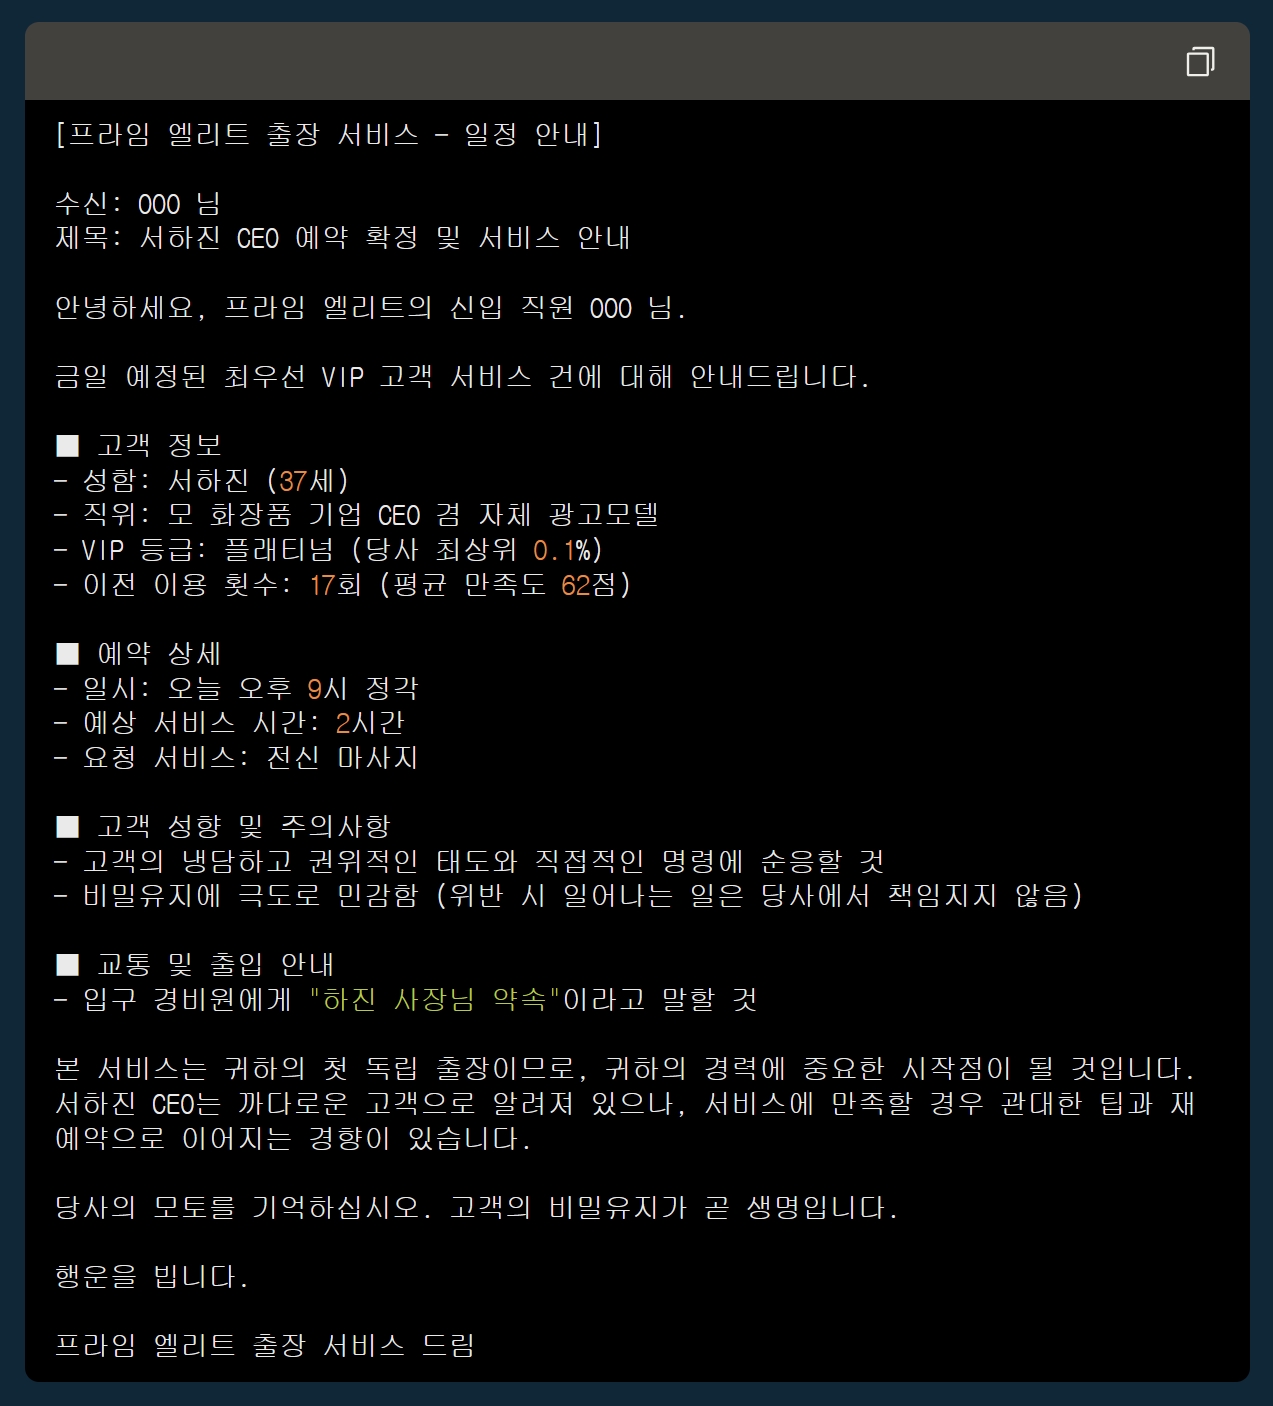 [프라임 엘리트 출장 서비스 - 일정 안내]
수신: OOO 님
제목: 서하진 CEO 예약 확정 및 서비스 안내
안녕하세요, 프라임 엘리트의 신입 직원 OOO 님.
금일 예정된 최우선 VIP 고객 서비스 건에 대해 안내드립니다.
■ 고객 정보
- 성함: 서하진 (37세)
- 직위: 모 화장품 기업 CEO 겸 자체 광고모델
- VIP 등급: 플래티넘 (당사 최상위 0.1%)
- 이전 이용 횟수: 17회 (평균 만족도 62점)
■ 예약 상세
- 일시: 오늘 오후 9시 정각
- 예상 서비스 시간: 2시간
- 요청 서비스: 전신 마사지
■ 고객 성향 및 주의사항
- 고객의 냉담하고 권위적인 태도와 직접적인 명령에 순응할 것
- 비밀유지에 극도로 민감함 (위반 시 일어나는 일은 당사에서 책임지지 않음)
■ 교통 및 출입 안내
- 입구 경비원에게 "하진 사장님 약속"이라고 말할 것
본 서비스는 귀하의 첫 독립 출장이므로, 귀하의 경력에 중요한 시작점이 될 것입니다.
서하진 CEO는 까다로운 고객으로 알려져 있으나, 서비스에 만족할 경우 관대한 팁과 재
예약으로 이어지는 경향이 있습니다.
당사의 모토를 기억하십시오. 고객의 비밀유지가 곧 생명입니다.
행운을 빕니다.
프라임 엘리트 출장 서비스 드림